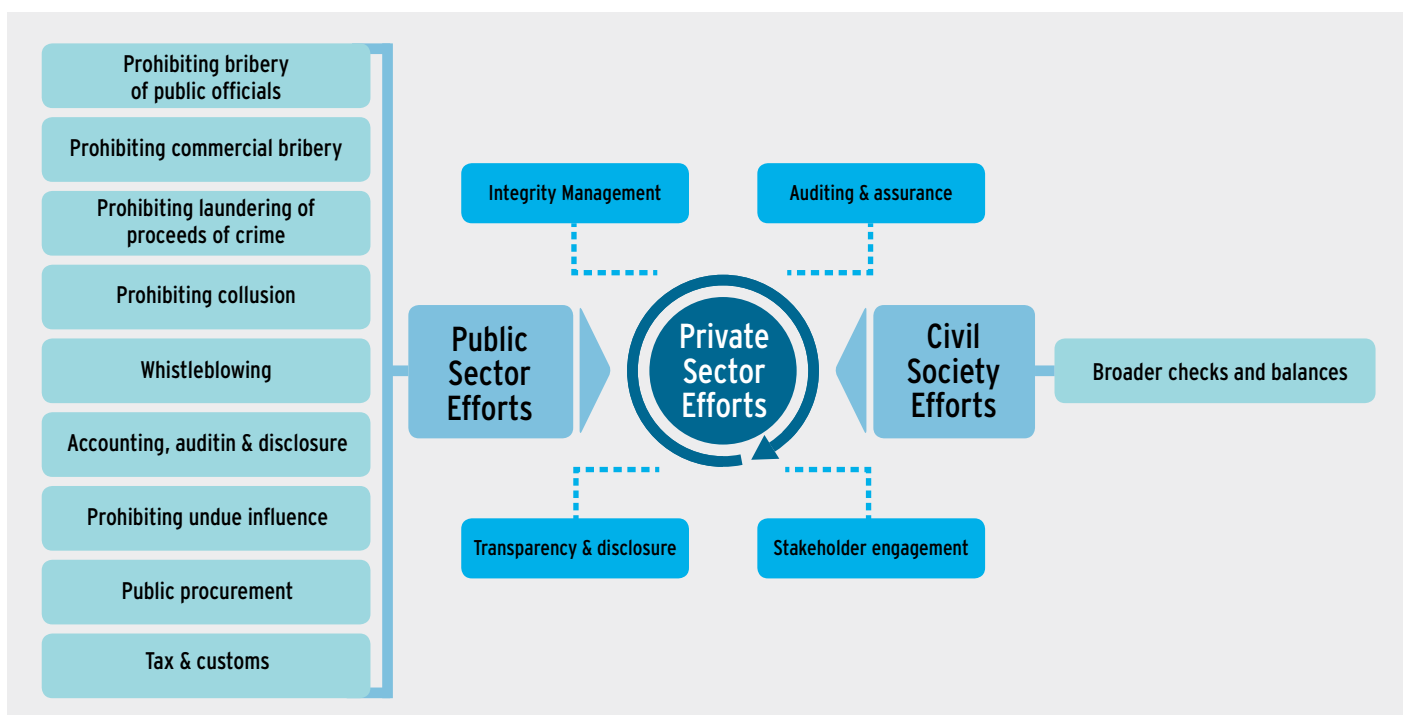 Prohibiting bribery
of public officials
Prohibiting commercial bribery
Prohibiting laundering of
proceeds of crime
Prohibiting collusion
Whistleblowing
Accounting, auditin & disclosure
Prohibiting undue influence
Public procurement
Tax & customs
Public
Sector
Efforts
Integrity Management
Auditing & assurance
Private
Sector
Efforts
Transparency & disclosure
Stakeholder engagement
Civil
Society
Efforts
Broader checks and balances